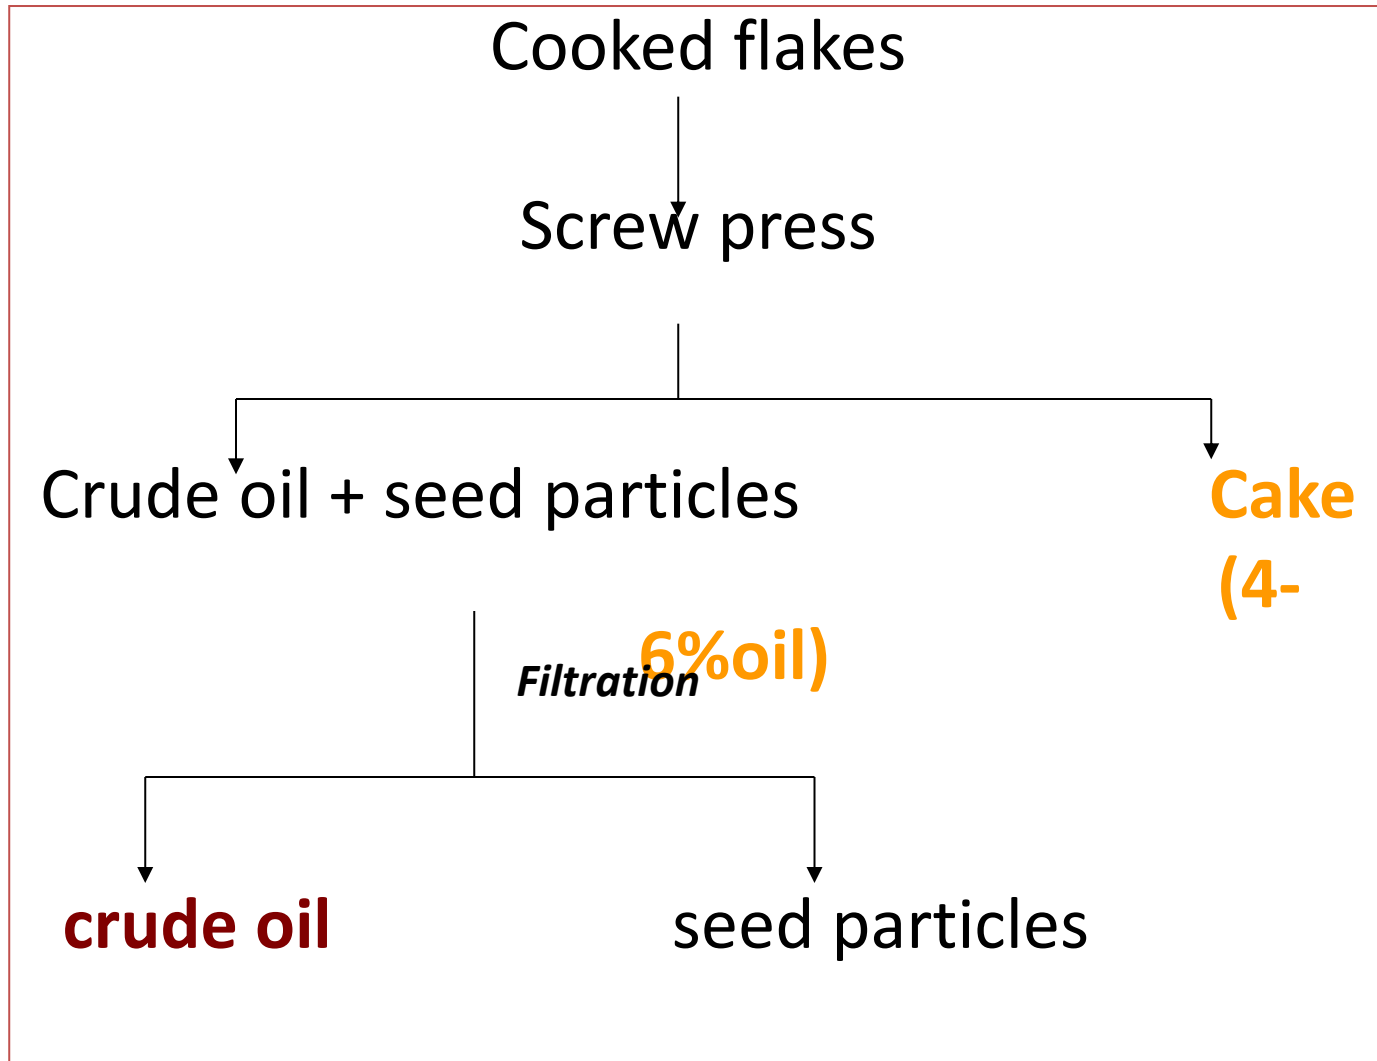 Cooked flakes
Screw press
Crude oil + seed particles
Cake
(4-
6%oil)
Filtration
crude oil
seed particles